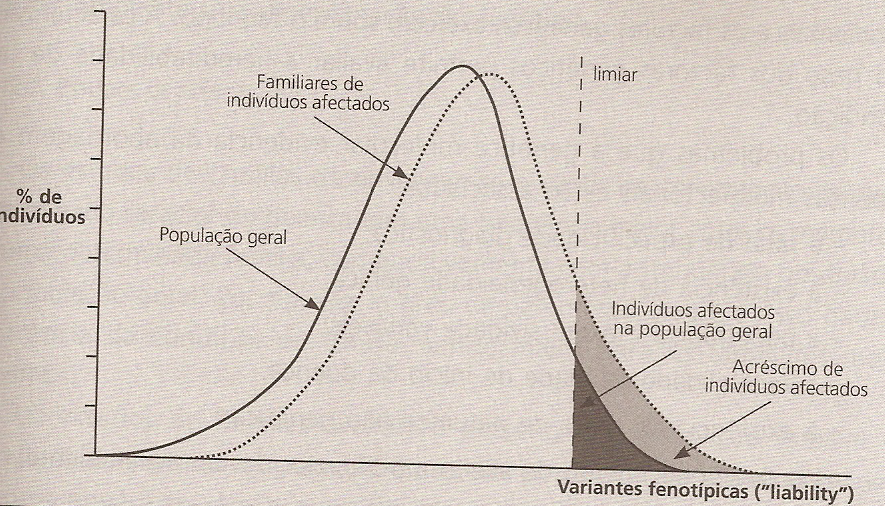 limiar
Familiares de
indivíduos afectados
% de
ndivíduos
População geral
Indivíduos afectados
na população geral
Acréscimo de
indivíduos afectados
Variantes fenotípicas ("liability")